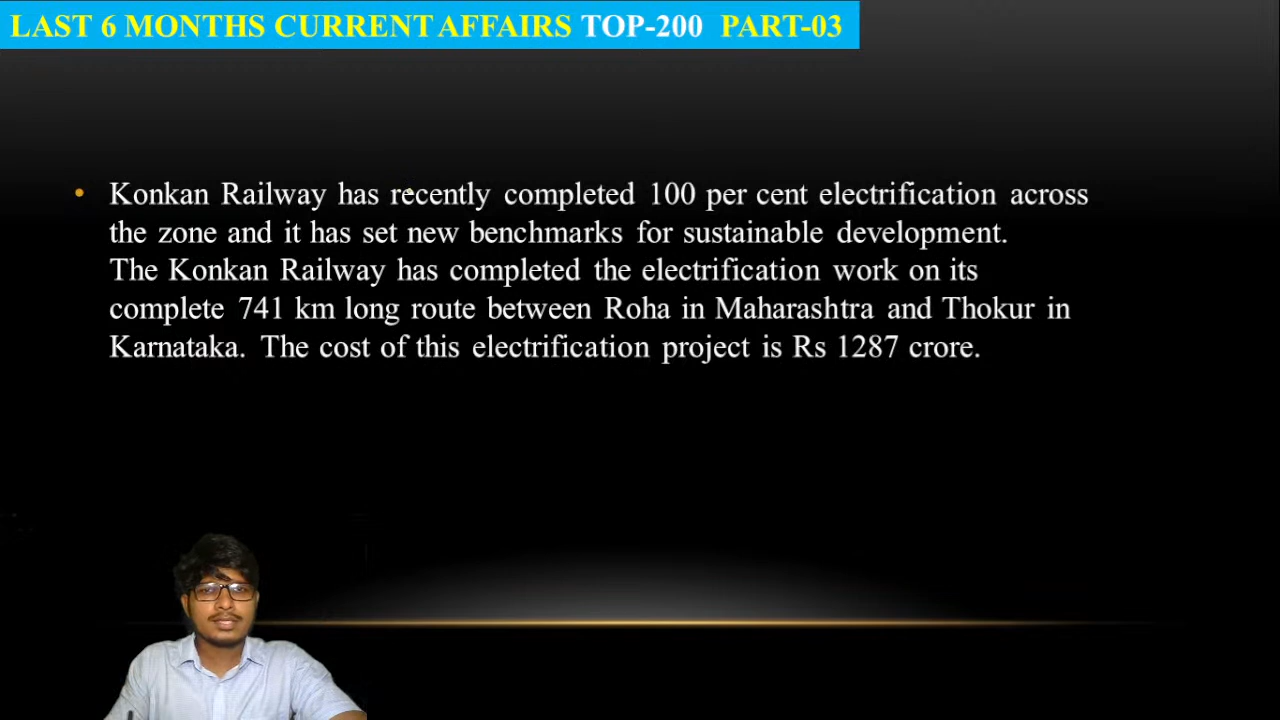 LAST 6 MONTHS CURRENT AFFAIRS TOP-200 PART-03
• Konkan Railway has recently completed 100 per cent electrification across
the zone and it has set new benchmarks for sustainable development.
The Konkan Railway has completed the electrification work on its
complete 741 km long route between Roha in Maharashtra and Thokur in
Karnataka. The cost of this electrification project is Rs 1287 crore.